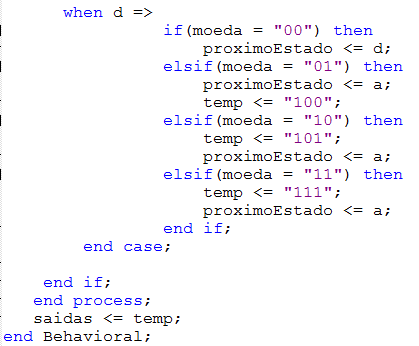 when d =>
if(moeda = "00") then
proximoEstado <= d;
elsif(moeda = "01") then
proximoEstado <= a;
temp <= "100";
elsif(moeda = "10") then
temp <= "101";
proximoEstado <= a;
elsif(moeda = "11") then
temp <= "111";
proximoEstado <= a;
end if;
end case;
end if;
end process;
saidas <= temp;
end Behavioral;